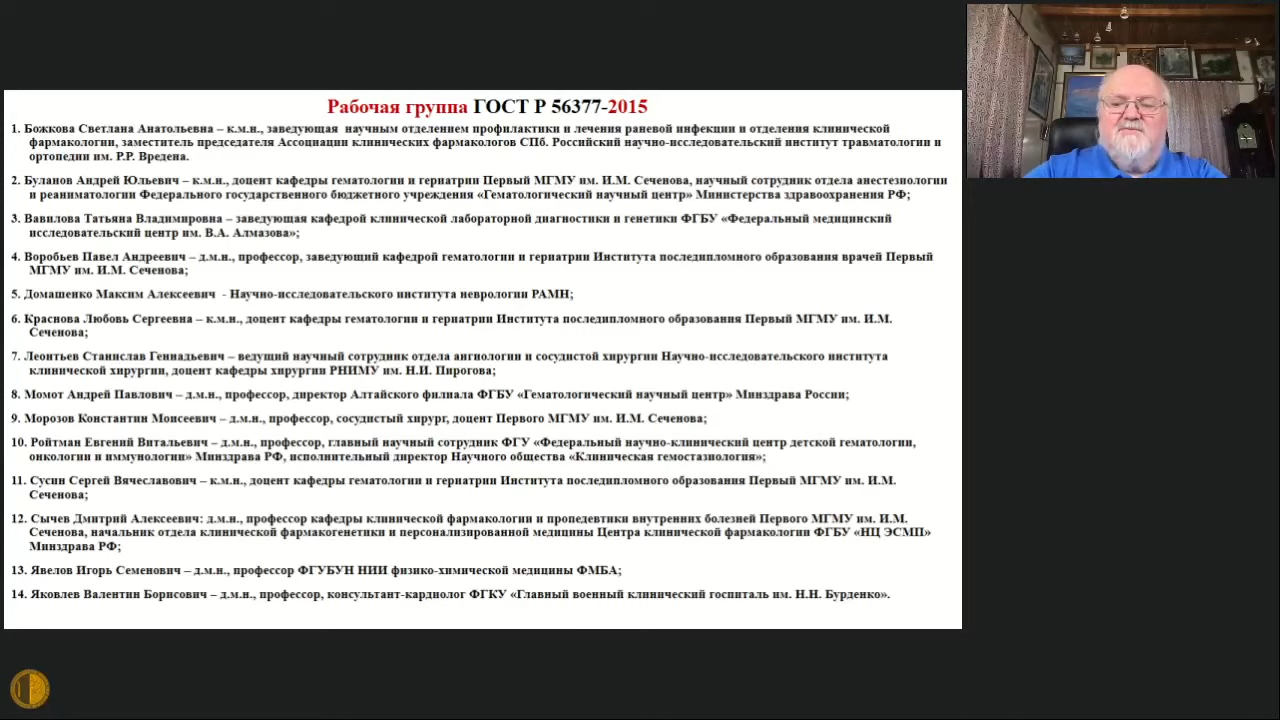 Рабочая группа ГОСТ Р 56377-2015
1. Божкова Светлана Анатольевна – к.м.н., заведующая научным отделением профилактики и лечения раневой инфекции и отделения клинической
фармакологии, заместитель председателя Ассоциации клинических фармакологов СПб. Российский научно-исследовательский институт травматологии и
ортопедии им. Р.Р. Вредена.
2. Буланов Андрей Юльевич – к.м.н., доцент кафедры гематологии и гериатрии Первый МГМУ им. И.М. Сеченова, научный сотрудник отдела анестезиологии
и реаниматологии Федерального государственного бюджетного учреждения «Гематологический научный центр» Министерства здравоохранения РФ;
3. Вавилова Татьяна Владимировна – заведующая кафедрой клинической лабораторной диагностики и генетики ФГБУ «Федеральный медицинский
исследовательский центр им. В.А. Алмазова»;
4. Воробьев Павел Андреевич – д.м.н., профессор, заведующий кафедрой гематологии и гериатрии Института последипломного образования врачей Первый
МГМУ им. И.М. Сеченова;
5. Домашенко Максим Алексеевич - Научно-исследовательского института неврологии РАМН;
6. Краснова Любовь Сергеевна – к.м.н., доцент кафедры гематологии и гериатрии Института последипломного образования Первый МГМУ им. И.М.
Сеченова;
7. Леонтьев Станислав Геннадьевич – ведущий научный сотрудник отдела ангиологии и сосудистой хирургии Научно-исследовательского института
клинической хирургии, доцент кафедры хирургии РНИМУ им. Н.И. Пирогова;
8. Момот Андрей Павлович – д.м.н., профессор, директор Алтайского филиала ФГБУ «Гематологический научный центр» Минздрава России;
9. Морозов Константин Моисеевич – д.м.н., профессор, сосудистый хирург, доцент Первого МГМУ им. И.М. Сеченова;
10. Ройтман Евгений Витальевич – д.м.н., профессор, главный научный сотрудник ФГУ «Федеральный научно-клинический центр детской гематологии,
онкологии и иммунологии» Минздрава РФ, исполнительный директор Научного общества «Клиническая гемостазиология»;
11. Сусин Сергей Вячеславович – к.м.н., доцент кафедры гематологии и гериатрии Института последипломного образования Первый МГМУ им. И.М.
Сеченова;
12. Сычев Дмитрий Алексеевич: д.м.н., профессор кафедры клинической фармакологии и пропедевтики внутренних болезней Первого МГМУ им. И.М.
Сеченова, начальник отдела клинической фармакогенетики и персонализированной медицины Центра клинической фармакологии ФГБУ «НЦ ЭСМП»
Минздрава РФ;
13. Явелов Игорь Семенович – д.м.н., профессор ФГУБУН НИИ физико-химической медицины ФМБА;
14. Яковлев Валентин Борисович – д.м.н., профессор, консультант-кардиолог ФГКУ «Главный военный клинический госпиталь им. Н.Н. Бурденко».